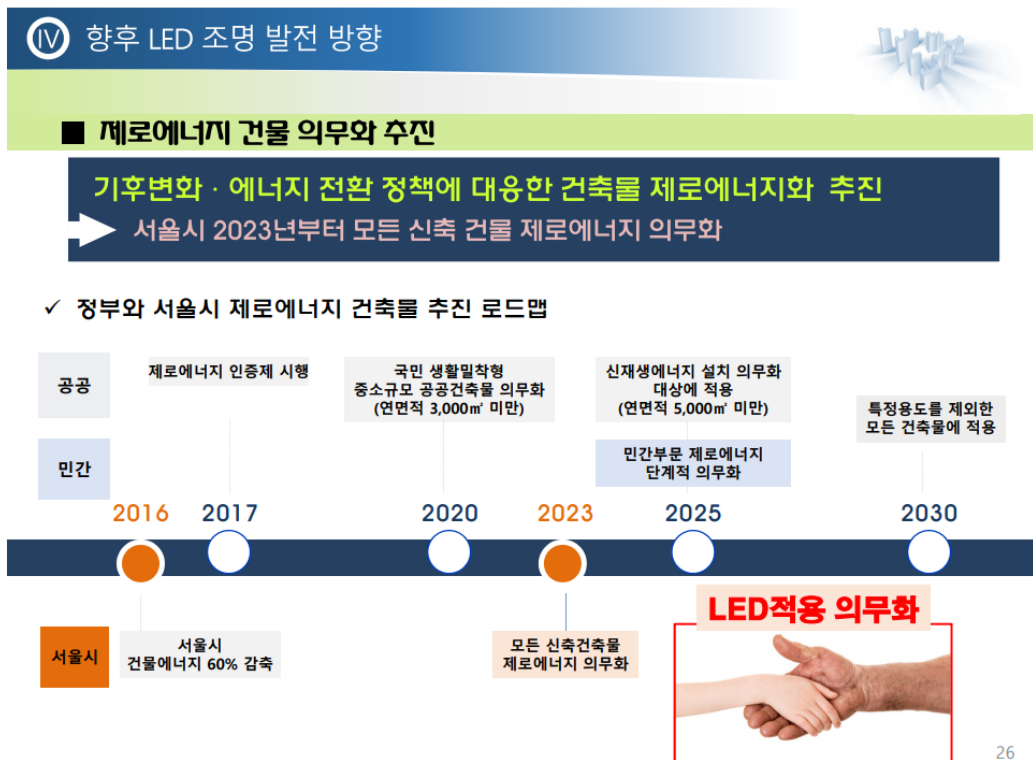 Ⅳ 향후 LED 조명 발전 방향
■ 제로에너지 건물 의무화 추진
기후변화 · 에너지 전환 정책에 대응한 건축물 제로에너지화 추진
서울시 2023년부터 모든 신축 건물 제로에너지 의무화
✓ 정부와 서울시 제로에너지 건축물 추진 로드맵
공공
제로에너지 인증제 시행
국민 생활밀착형
중소규모 공공건축물 의무화
(연면적 3,000㎡ 미만)
신재생에너지 설치 의무화
대상에 적용
(연면적 5,000㎡ 미만)
특정용도를 제외한
모든 건축물에 적용
민간
민간부문 제로에너지
단계적 의무화
2016 2017 2020 2023 2025 2030
서울시
서울시
건물에너지 60% 감축
모든 신축건축물
제로에너지 의무화
LED적용 의무화
26